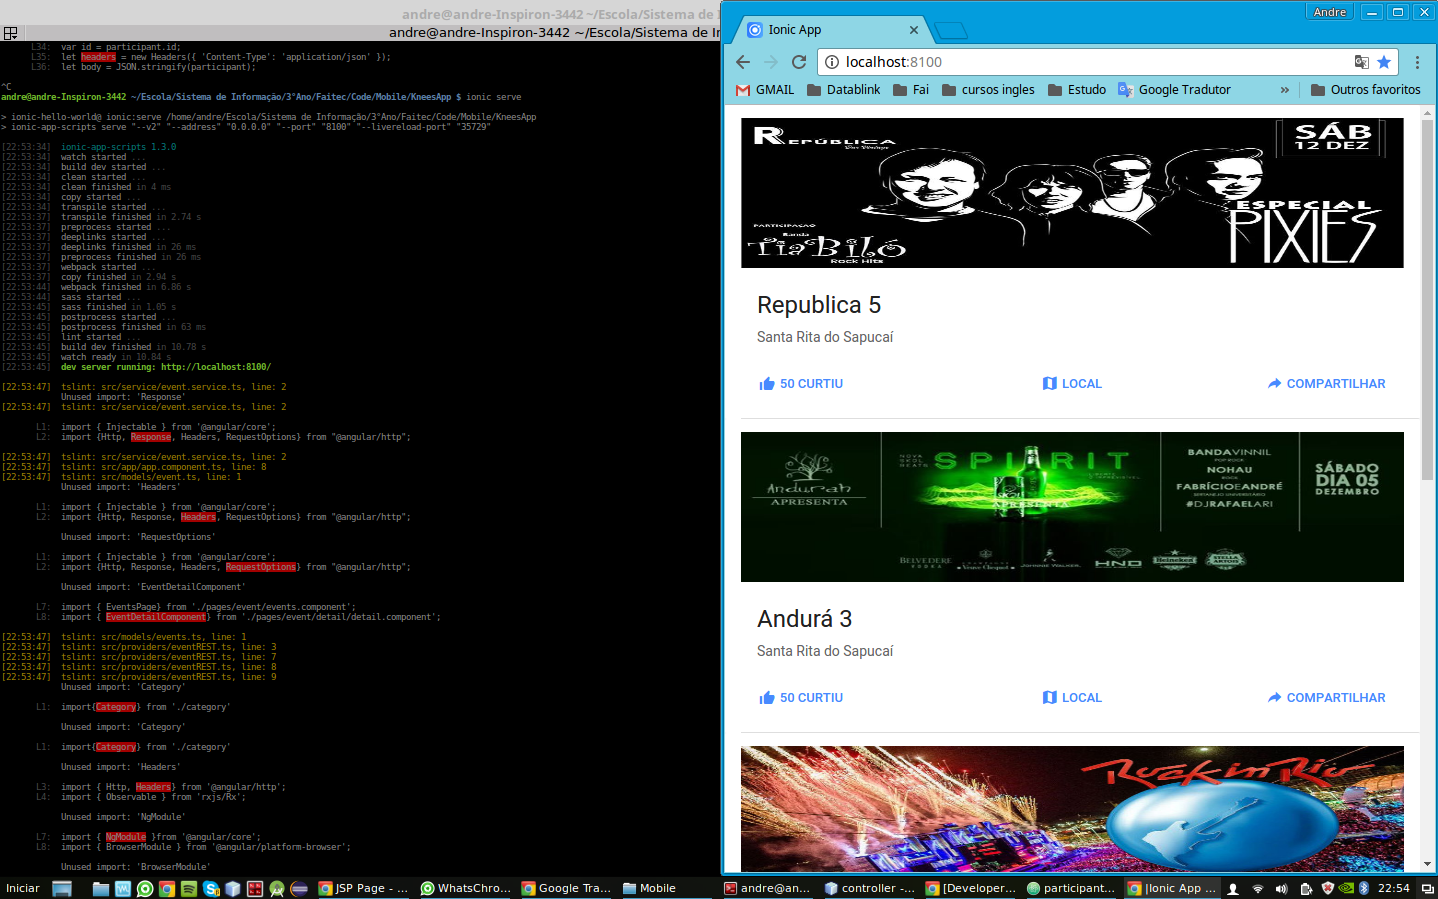 andre@andre-Inspiron-3442 ~/Escola/Sistema de I
andre@andre-Inspiron-3442 ~/Escola/Sistema de In
L34: var id = participant.id;
L35: let headers = new Headers({ 'Content-Type': 'application/json' });
L36: let body = JSON.stringify(participant);
^C
andre@andre-Inspiron-3442 ~/Escola/Sistema de Informação/3°Ano/Faitec/Code/Mobile/KneesApp $ ionic serve
> ionic-hello-world@ ionic:serve /home/andre/Escola/Sistema de Informação/3°Ano/Faitec/Code/Mobile/KneesApp
> ionic-app-scripts serve "--v2" "--address" "0.0.0.0" "--port" "8100" "--livereload-port" "35729"
[22:53:34] ionic-app-scripts 1.3.0
[22:53:34] watch started ...
[22:53:34] build dev started ...
[22:53:34] clean started ...
[22:53:34] clean finished in 4 ms
[22:53:34] copy started ...
[22:53:34] transpile started ...
[22:53:37] transpile finished in 2.74 s
[22:53:37] preprocess started ...
[22:53:37] deeplinks started ...
[22:53:37] deeplinks finished in 26 ms
[22:53:37] preprocess finished in 26 ms
[22:53:37] webpack started ...
[22:53:37] copy finished in 2.94 s
[22:53:44] webpack finished in 6.86 s
[22:53:44] sass started ...
[22:53:45] sass finished in 1.05 s
[22:53:45] postprocess started ...
[22:53:45] postprocess finished in 63 ms
[22:53:45] lint started ...
[22:53:45] build dev finished in 10.78 s
[22:53:45] watch ready in 10.84 s
[22:53:45] dev server running: http://localhost:8100/
[22:53:47] tslint: src/service/event.service.ts, line: 2
Unused import: 'Response'
[22:53:47] tslint: src/service/event.service.ts, line: 2
L1: import { Injectable } from '@angular/core';
L2: import {Http, Response, Headers, RequestOptions} from "@angular/http";
[22:53:47] tslint: src/service/event.service.ts, line: 2
[22:53:47] tslint: src/app/app.component.ts, line: 8
[22:53:47] tslint: src/models/event.ts, line: 1
Unused import: 'Headers'
L1: import { Injectable } from '@angular/core';
L2: import {Http, Response, Headers, RequestOptions} from "@angular/http";
Unused import: 'RequestOptions'
L1: import { Injectable } from '@angular/core';
L2: import {Http, Response, Headers, RequestOptions} from "@angular/http";
Unused import: 'EventDetailComponent'
L7: import { EventsPage} from './pages/event/events.component';
L8: import { EventDetailComponent} from './pages/event/detail/detail.component';
[22:53:47] tslint: src/models/events.ts, line: 1
[22:53:47] tslint: src/providers/eventREST.ts, line: 3
[22:53:47] tslint: src/providers/eventREST.ts, line: 7
[22:53:47] tslint: src/providers/eventREST.ts, line: 8
[22:53:47] tslint: src/providers/eventREST.ts, line: 9
Unused import: 'Category'
L1: import{Category} from './category'
Unused import: 'Category'
L1: import{Category} from './category'
Unused import: 'Headers'
L3: import { Http, Headers} from '@angular/http';
L4: import { Observable } from 'rxjs/Rx';
Unused import: 'NgModule'
L7: import { NgModule }from '@angular/core';
L8: import { BrowserModule } from '@angular/platform-browser';
Unused import: 'BrowserModule'
Andre
Ionic App
localhost:8100
GMAIL Datablink Fai cursos ingles Estudo Google Tradutor » Outros favoritos
REPÚBLICA
SÁB
12 DEZ
ESPECIAL
PIXIES
PARTICIPAÇÃO
Banda
Tia Biló
Rock Hits
Republica 5
Santa Rita do Sapucaí
50 CURTIU LOCAL COMPARTILHAR
Andurah
APRESENTA
NOVA
SKOL
BEATS
SPIRIT
APRESENTA
BANDAVINNIL
POP ROCK
NOHAU
ROCK
FABRÍCIOEANDRÉ
SERTANEJO UNIVERSITÁRIO
#DJRAFAELARI
SÁBADO
DIA 05
DEZEMBRO
BELVEDERE
VODKA
Veuve Clicquot
JOHNNIE WALKER
HND
Heineken
STELLA
ARTOIS
Andurá 3
Santa Rita do Sapucaí
50 CURTIU LOCAL COMPARTILHAR
Rock in Rio
Iniciar JSP Page - ... WhatsChro... Google Tra... Mobile andre@an... controller -... [Developer... participant... |Ionic App ... 22:54